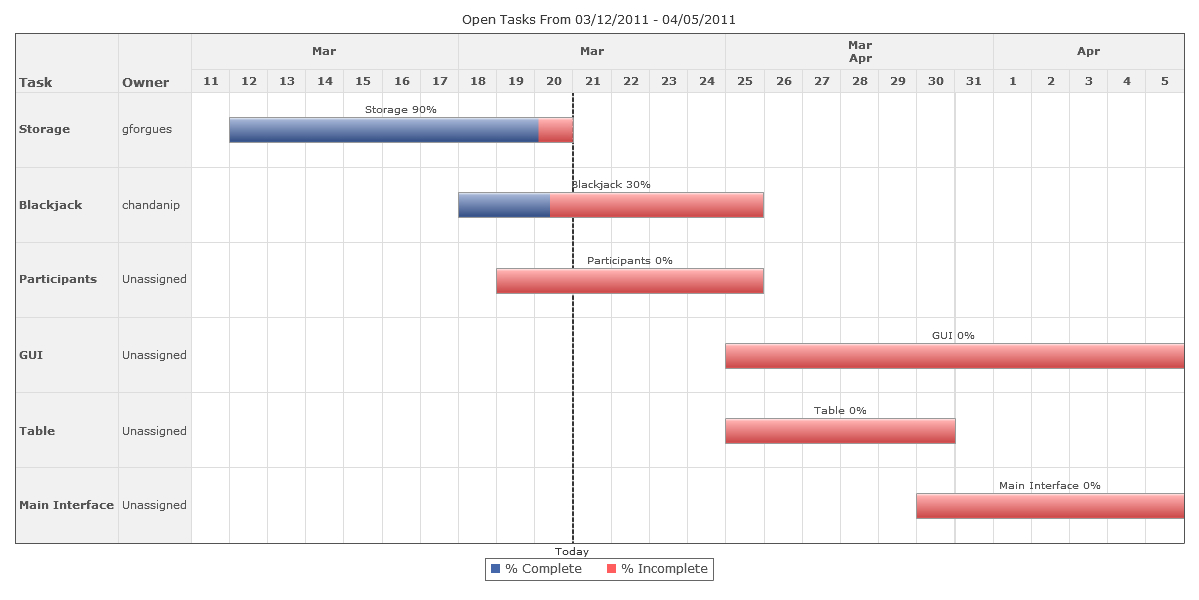 Open Tasks From 03/12/2011 - 04/05/2011
Task Owner Mar Mar Mar Apr Apr
11 12 13 14 15 16 17 18 19 20 21 22 23 24 25 26 27 28 29 30 31 1 2 3 4 5
Storage 90%
Storage gforgues
Blackjack 30%
Blackjack chandanip
Participants 0%
Participants Unassigned
GUI 0%
GUI Unassigned
Table 0%
Table Unassigned
Main Interface 0%
Main Interface Unassigned
Today
% Complete % Incomplete